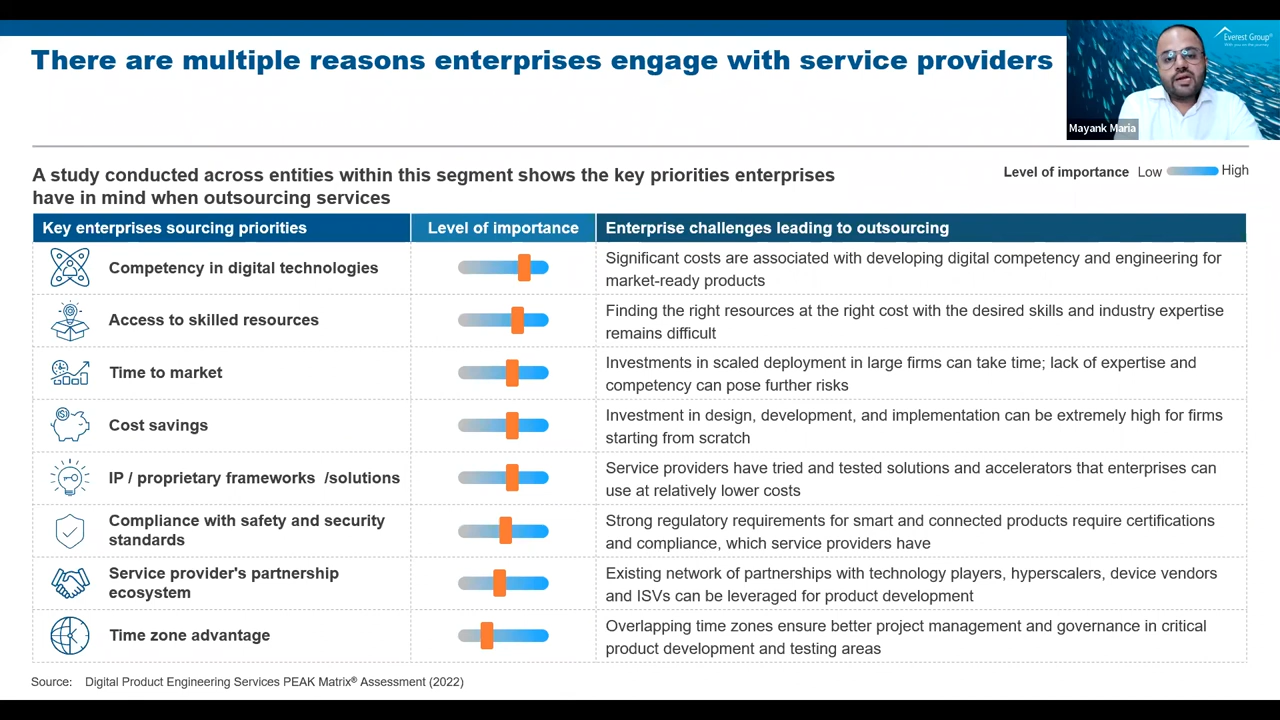 There are multiple reasons enterprises engage with service providers
Everest Group®
With you on the journey
Mayank Maria
A study conducted across entities within this segment shows the key priorities enterprises
have in mind when outsourcing services
Level of importance Low High
Key enterprises sourcing priorities
Level of importance
Enterprise challenges leading to outsourcing
Competency in digital technologies
Significant costs are associated with developing digital competency and engineering for
market-ready products
Access to skilled resources
Finding the right resources at the right cost with the desired skills and industry expertise
remains difficult
Time to market
Investments in scaled deployment in large firms can take time; lack of expertise and
competency can pose further risks
Cost savings
Investment in design, development, and implementation can be extremely high for firms
starting from scratch
IP / proprietary frameworks /solutions
Service providers have tried and tested solutions and accelerators that enterprises can
use at relatively lower costs
Compliance with safety and security
standards
Strong regulatory requirements for smart and connected products require certifications
and compliance, which service providers have
Service provider's partnership
ecosystem
Existing network of partnerships with technology players, hyperscalers, device vendors
and ISVs can be leveraged for product development
Time zone advantage
Overlapping time zones ensure better project management and governance in critical
product development and testing areas
Source: Digital Product Engineering Services PEAK Matrix® Assessment (2022)